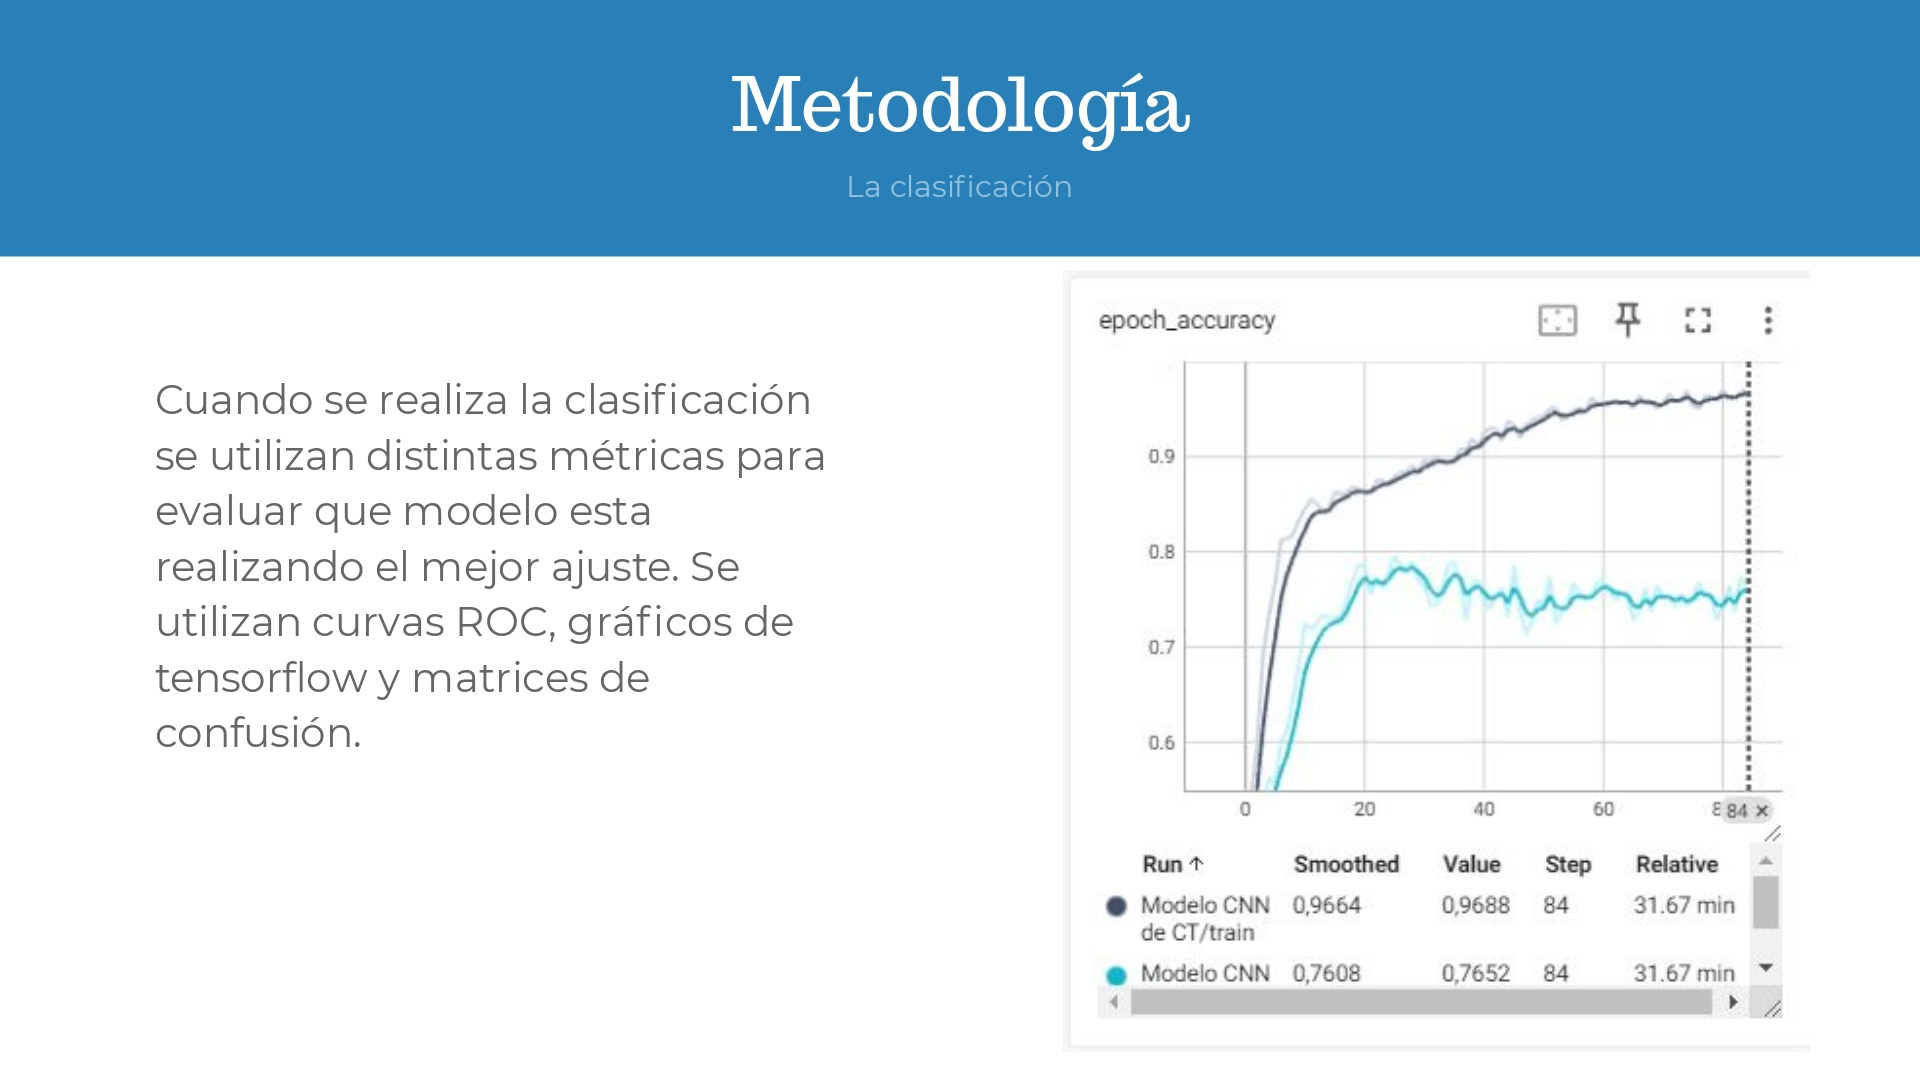 Metodología
La clasificación
Cuando se realiza la clasificación
se utilizan distintas métricas para
evaluar que modelo esta
realizando el mejor ajuste. Se
utilizan curvas ROC, gráficos de
tensorflow y matrices de
confusión.
epoch_accuracy
0.9
0.8
0.7
0.6
0 20 40 60 84 ×
Run ↑ Smoothed Value Step Relative
Modelo CNN 0,9664 0,9688 84 31.67 min
de CT/train
Modelo CNN 0,7608 0,7652 84 31.67 min